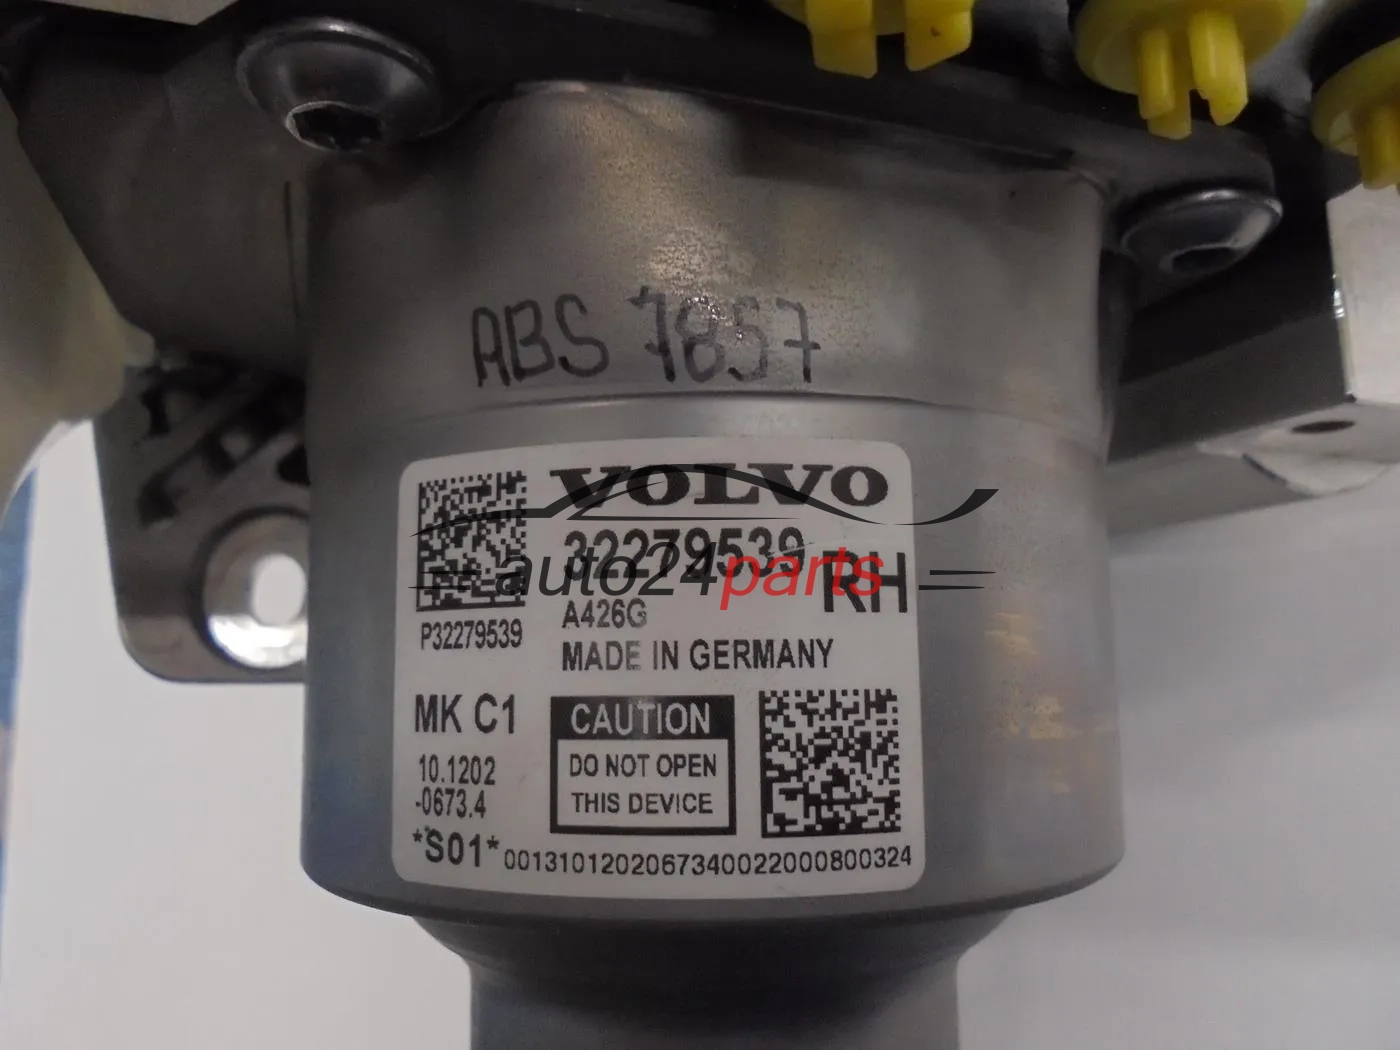 ABS 7857
VOLVO
32279539
RH
auto24parts
A426G
P32279539
MADE IN GERMANY
MK C1
CAUTION
10.1202
-0673.4
DO NOT OPEN
THIS DEVICE
*S01*
0013101202067340022000800324